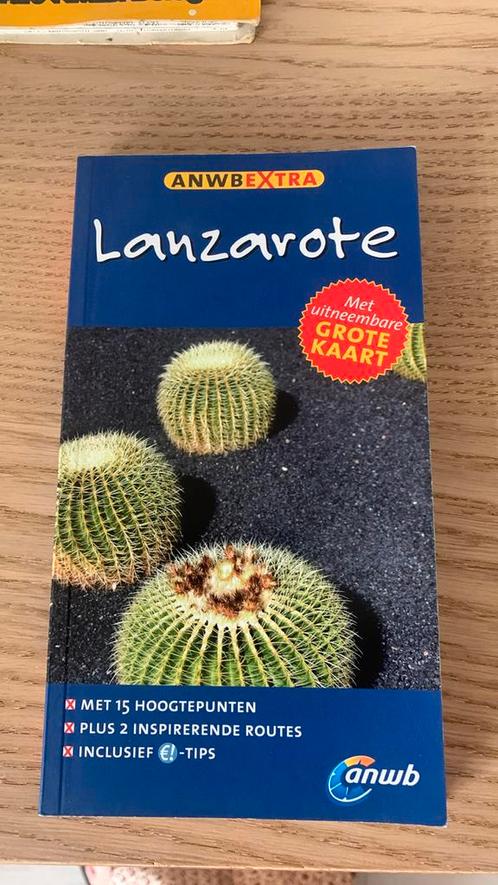 ANWBEXTRA
Lanzarote
Met
uitneembare
GROTE
KAART
MET 15 HOOGTEPUNTEN
PLUS 2 INSPIRERENDE ROUTES
INCLUSIEF €!-TIPS
anwb